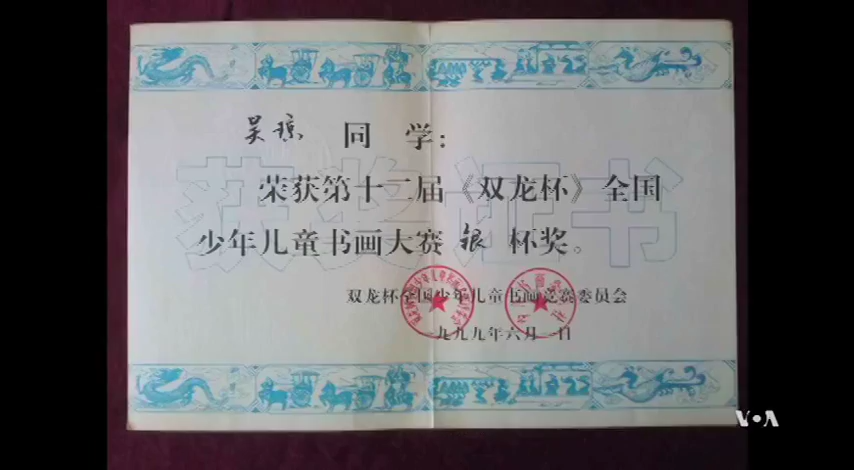 吴琼 同 学：
荣获第十二届《双龙杯》全国
少年儿童书画大赛 银 杯奖。
双龙杯全国少年儿童书画竞赛委员会
一九九九年六月一日
获奖证书
VOA